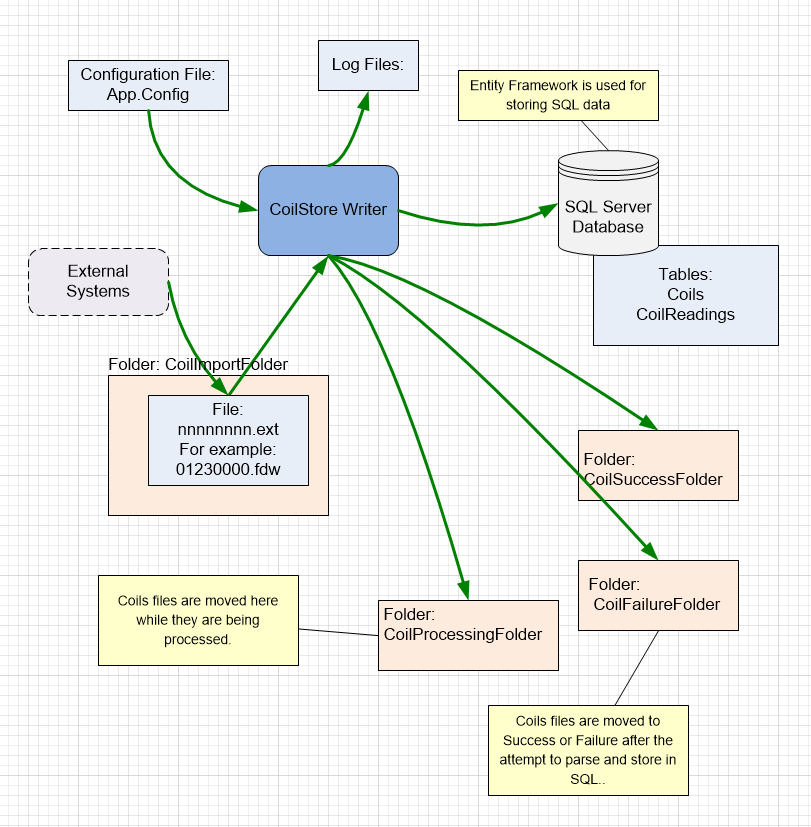 Log Files:
Configuration File:
App.Config
Entity Framework is used for
storing SQL data
CoilStore Writer
SQL Server
Database
External
Systems
Tables:
Coils
CoilReadings
Folder: CoilImportFolder
File:
nnnnnnnn.ext
For example:
01230000.fdw
Folder:
CoilSuccessFolder
Folder:
CoilFailureFolder
Coils files are moved here
while they are being
processed.
Folder:
CoilProcessingFolder
Coils files are moved to
Success or Failure after the
attempt to parse and store in
SQL..